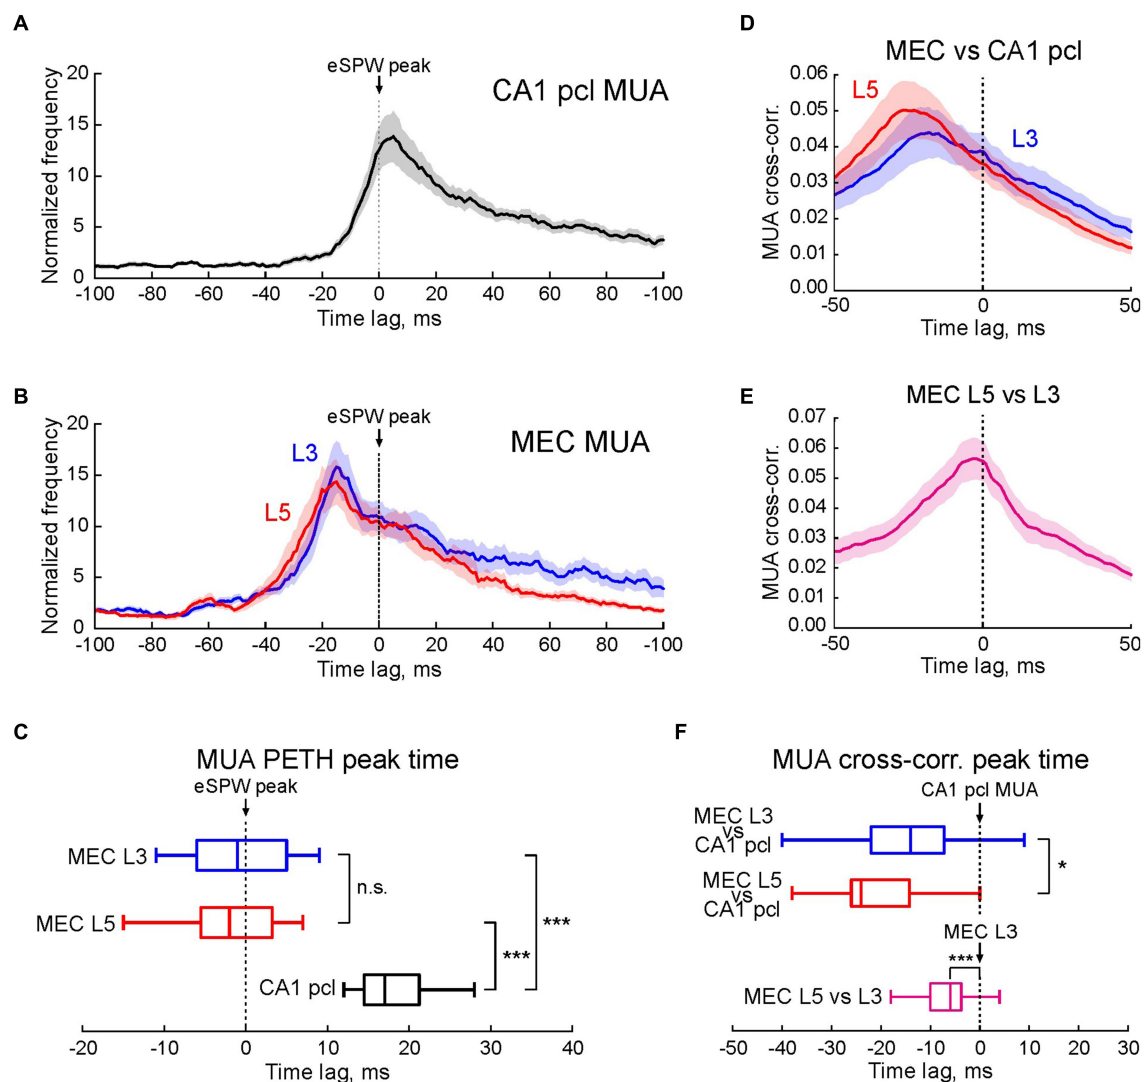 A
eSPW peak
CA1 pcl MUA
Normalized frequency
20
15
10
5
0
-100 -80 -60 -40 -20 0 20 40 60 80 -100
Time lag, ms
B
eSPW peak
MEC MUA
L3
L5
Normalized frequency
20
15
10
5
0
-100 -80 -60 -40 -20 0 20 40 60 80 -100
Time lag, ms
C
MUA PETH peak time
eSPW peak
MEC L3
n.s.
MEC L5
***
***
CA1 pcl
-20 -10 0 10 20 30 40
Time lag, ms
D
MEC vs CA1 pcl
L5
L3
MUA cross-corr.
0.06
0.05
0.04
0.03
0.02
0.01
0.00
-50 0 50
Time lag, ms
E
MEC L5 vs L3
MUA cross-corr.
0.07
0.06
0.05
0.04
0.03
0.02
0.01
0.00
-50 0 50
Time lag, ms
F
MUA cross-corr. peak time
CA1 pcl MUA
MEC L3
vs
CA1 pcl
*
MEC L5
vs
CA1 pcl
MEC L3
***
MEC L5 vs L3
-50 -40 -30 -20 -10 0 10 20 30
Time lag, ms